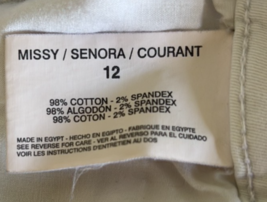 MISSY / SENORA / COURANT
12
98% COTTON - 2% SPANDEX
98% ALGODÓN - 2% SPANDEX
98% COTON - 2% SPANDEX
MADE IN EGYPT - HECHO EN EGIPTO - FABRIQUE EN EGYPTE
SEE REVERSE FOR CARE - VER AL REVERSO PARA EL CUIDADO
VOIR LES INSTRUCTIONS D'ENTRETIEN AU DOS